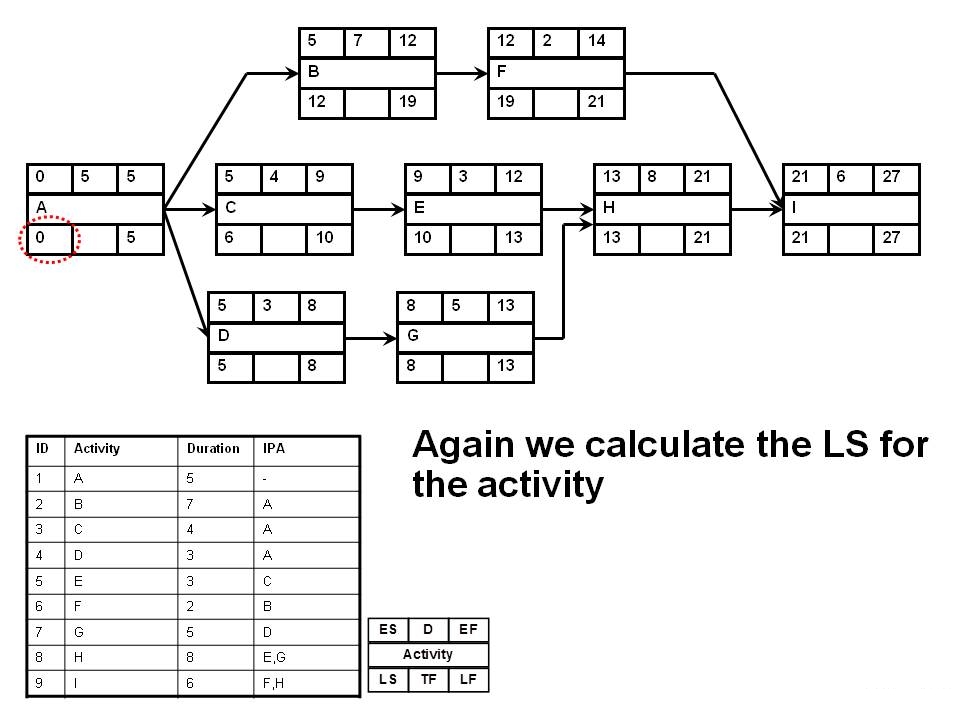 5 7 12
B
12 19
12 2 14
F
19 21
0 5 5
A
0 5
5 4 9
C
6 10
9 3 12
E
10 13
13 8 21
H
13 21
21 6 27
I
21 27
5 3 8
D
5 8
8 5 13
G
8 13
Again we calculate the LS for
the activity
ID Activity Duration IPA
1 A 5 -
2 B 7 A
3 C 4 A
4 D 3 A
5 E 3 C
6 F 2 B
7 G 5 D
8 H 8 E,G
9 I 6 F,H
ES D EF
Activity
LS TF LF